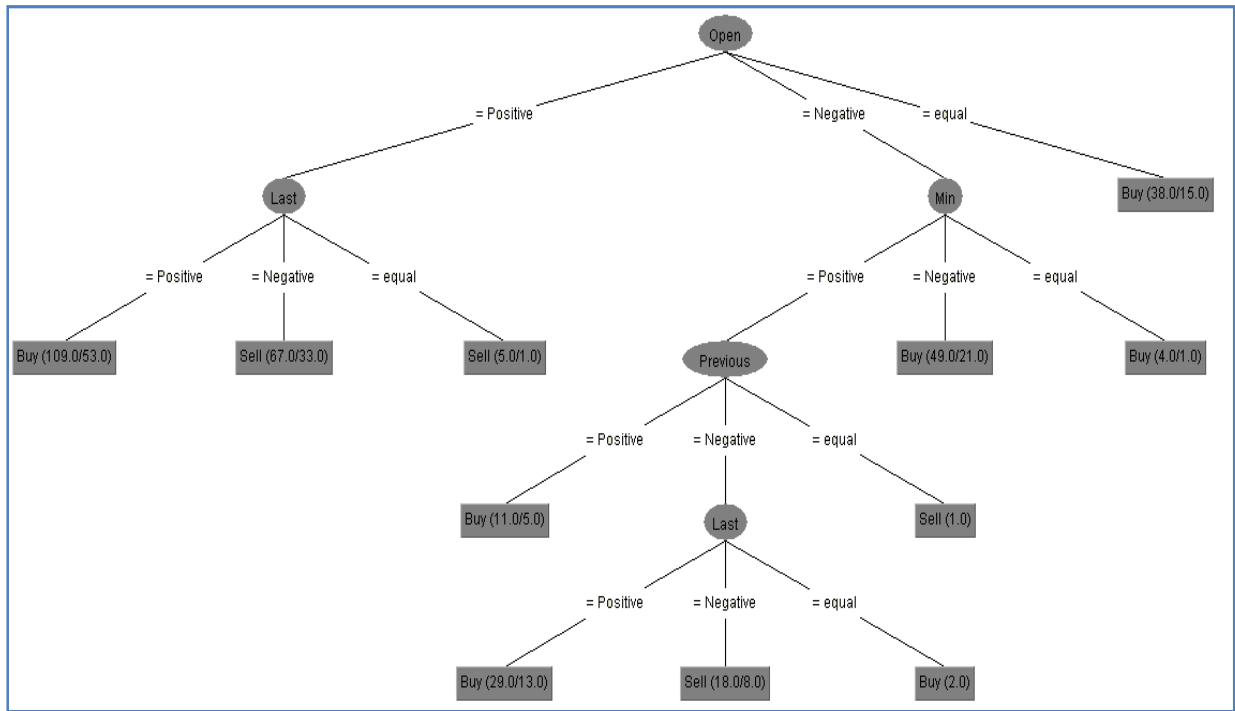 Open
= Positive
= Negative
= equal
Last
Min
Buy (38.0/15.0)
= Positive
= Negative
= equal
= Positive
= Negative
= equal
Buy (109.0/53.0)
Sell (67.0/33.0)
Sell (5.0/1.0)
Previous
Buy (49.0/21.0)
Buy (4.0/1.0)
= Positive
= Negative
= equal
Buy (11.0/5.0)
Last
Sell (1.0)
= Positive
= Negative
= equal
Buy (29.0/13.0)
Sell (18.0/8.0)
Buy (2.0)